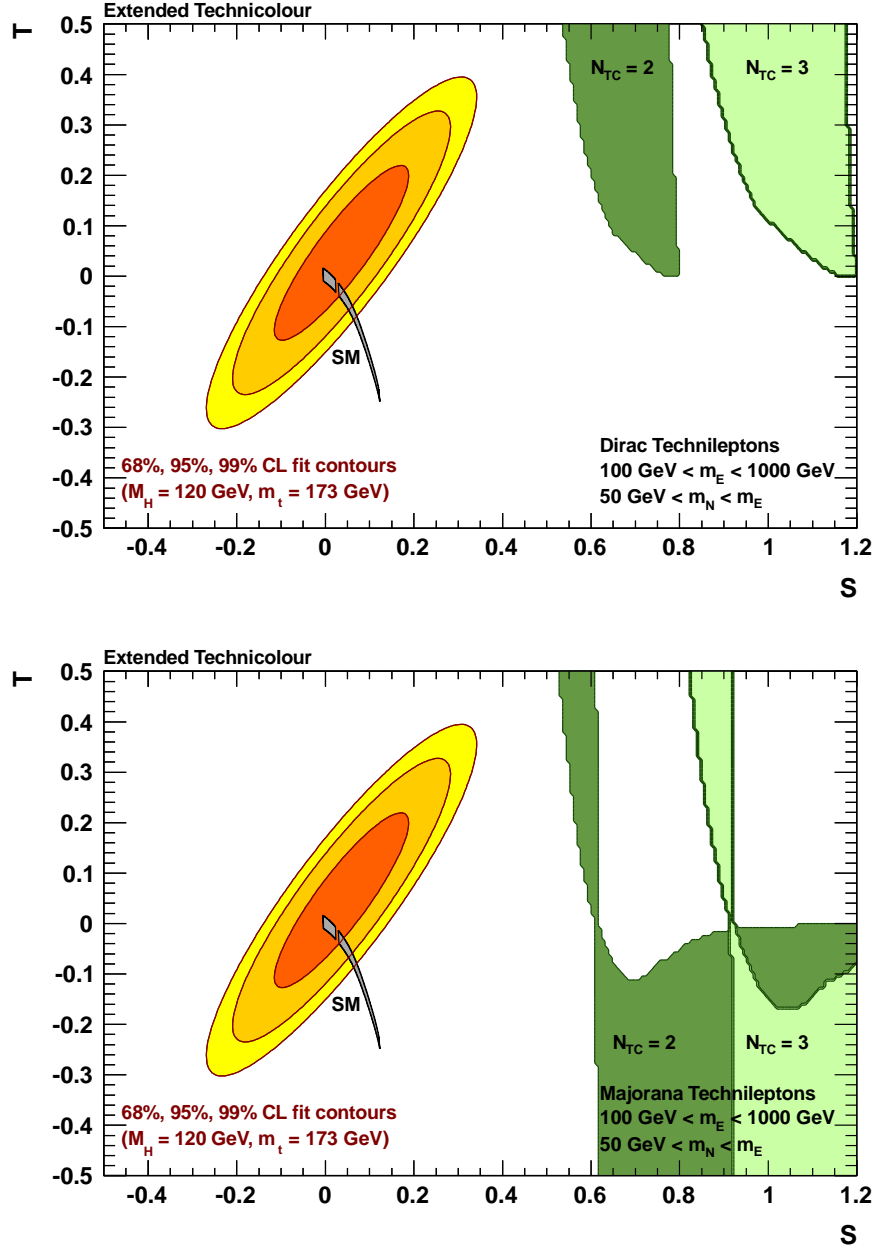 Extended Technicolour
T
0.5
0.4
0.3
0.2
0.1
0
-0.1
-0.2
-0.3
-0.4
-0.5
N_TC = 2
N_TC = 3
SM
68%, 95%, 99% CL fit contours
(M_H = 120 GeV, m_t = 173 GeV)
Dirac Technileptons
100 GeV < m_E < 1000 GeV
50 GeV < m_N < m_E
-0.4 -0.2 0 0.2 0.4 0.6 0.8 1 1.2
S
Extended Technicolour
T
0.5
0.4
0.3
0.2
0.1
0
-0.1
-0.2
-0.3
-0.4
-0.5
SM
N_TC = 2
N_TC = 3
68%, 95%, 99% CL fit contours
(M_H = 120 GeV, m_t = 173 GeV)
Majorana Technileptons
100 GeV < m_E < 1000 GeV
50 GeV < m_N < m_E
-0.4 -0.2 0 0.2 0.4 0.6 0.8 1 1.2
S